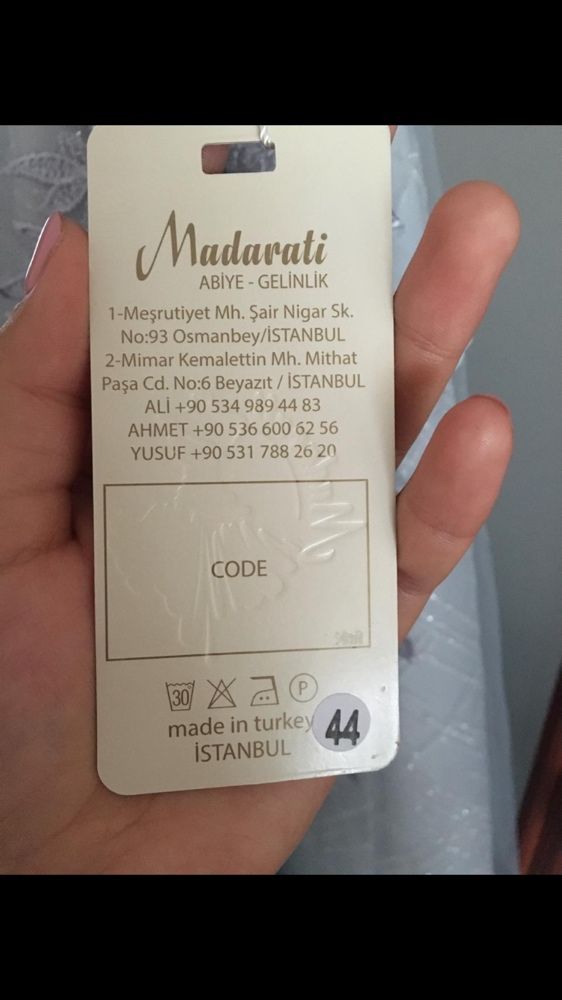 Madarati
ABİYE - GELİNLİK
1-Meşrutiyet Mh. Şair Nigar Sk.
No:93 Osmanbey/İSTANBUL
2-Mimar Kemalettin Mh. Mithat
Paşa Cd. No:6 Beyazıt / İSTANBUL
ALİ +90 534 989 44 83
AHMET +90 536 600 62 56
YUSUF +90 531 788 26 20
CODE
30 P
made in turkey
44
İSTANBUL